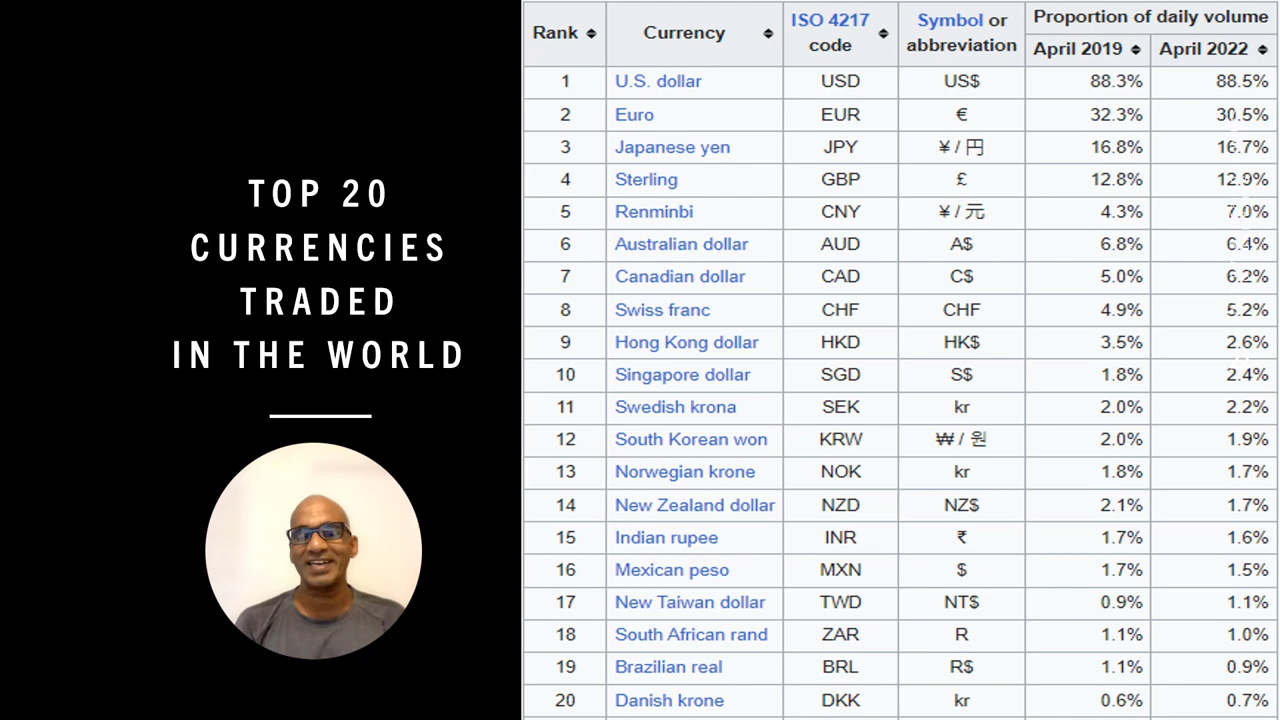 TOP 20
CURRENCIES
TRADED
IN THE WORLD
Rank Currency ISO 4217 code Symbol or abbreviation Proportion of daily volume
April 2019 April 2022
1 U.S. dollar USD US$ 88.3% 88.5%
2 Euro EUR € 32.3% 30.5%
3 Japanese yen JPY ¥ / 円 16.8% 16.7%
4 Sterling GBP £ 12.8% 12.9%
5 Renminbi CNY ¥ / 元 4.3% 7.0%
6 Australian dollar AUD A$ 6.8% 6.4%
7 Canadian dollar CAD C$ 5.0% 6.2%
8 Swiss franc CHF CHF 4.9% 5.2%
9 Hong Kong dollar HKD HK$ 3.5% 2.6%
10 Singapore dollar SGD S$ 1.8% 2.4%
11 Swedish krona SEK kr 2.0% 2.2%
12 South Korean won KRW ₩ / 원 2.0% 1.9%
13 Norwegian krone NOK kr 1.8% 1.7%
14 New Zealand dollar NZD NZ$ 2.1% 1.7%
15 Indian rupee INR ₹ 1.7% 1.6%
16 Mexican peso MXN $ 1.7% 1.5%
17 New Taiwan dollar TWD NT$ 0.9% 1.1%
18 South African rand ZAR R 1.1% 1.0%
19 Brazilian real BRL R$ 1.1% 0.9%
20 Danish krone DKK kr 0.6% 0.7%